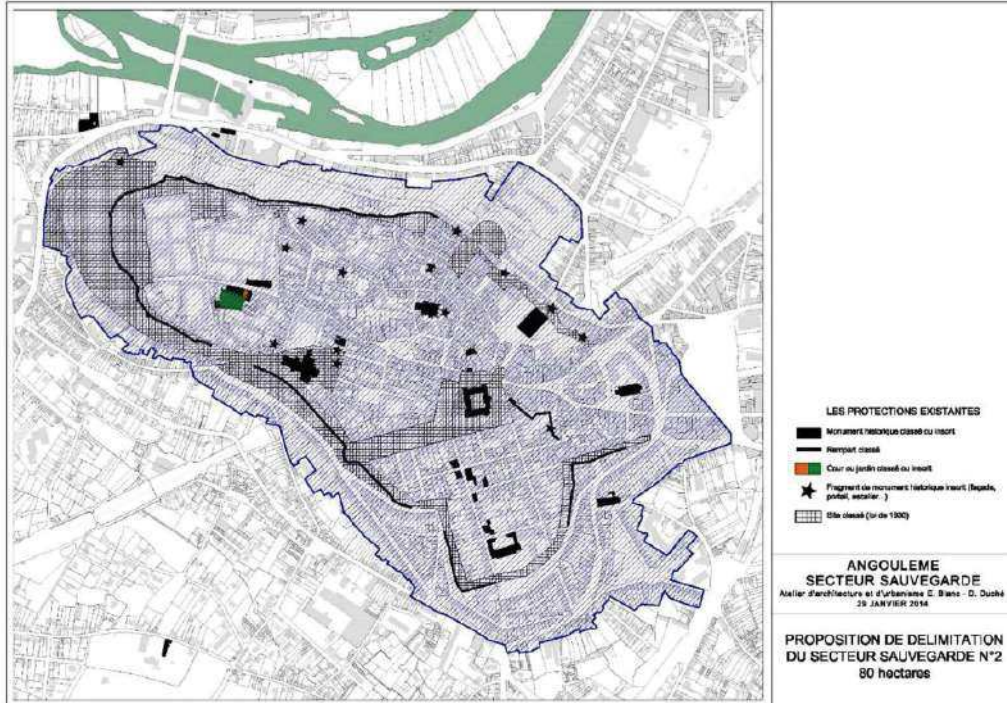 LES PROTECTIONS EXISTANTES
Monument historique classé ou inscrit
Rempart classé
Cour ou jardin classé ou inscrit
Fragment de monument historique inscrit (façade,
portail, escalier...)
Site classé (loi de 1930)
ANGOULEME
SECTEUR SAUVEGARDE
Atelier d'architecture et d'urbanisme E. Blanc - D. Duché
29 JANVIER 2014
PROPOSITION DE DELIMITATION
DU SECTEUR SAUVEGARDE N°2
80 hectares